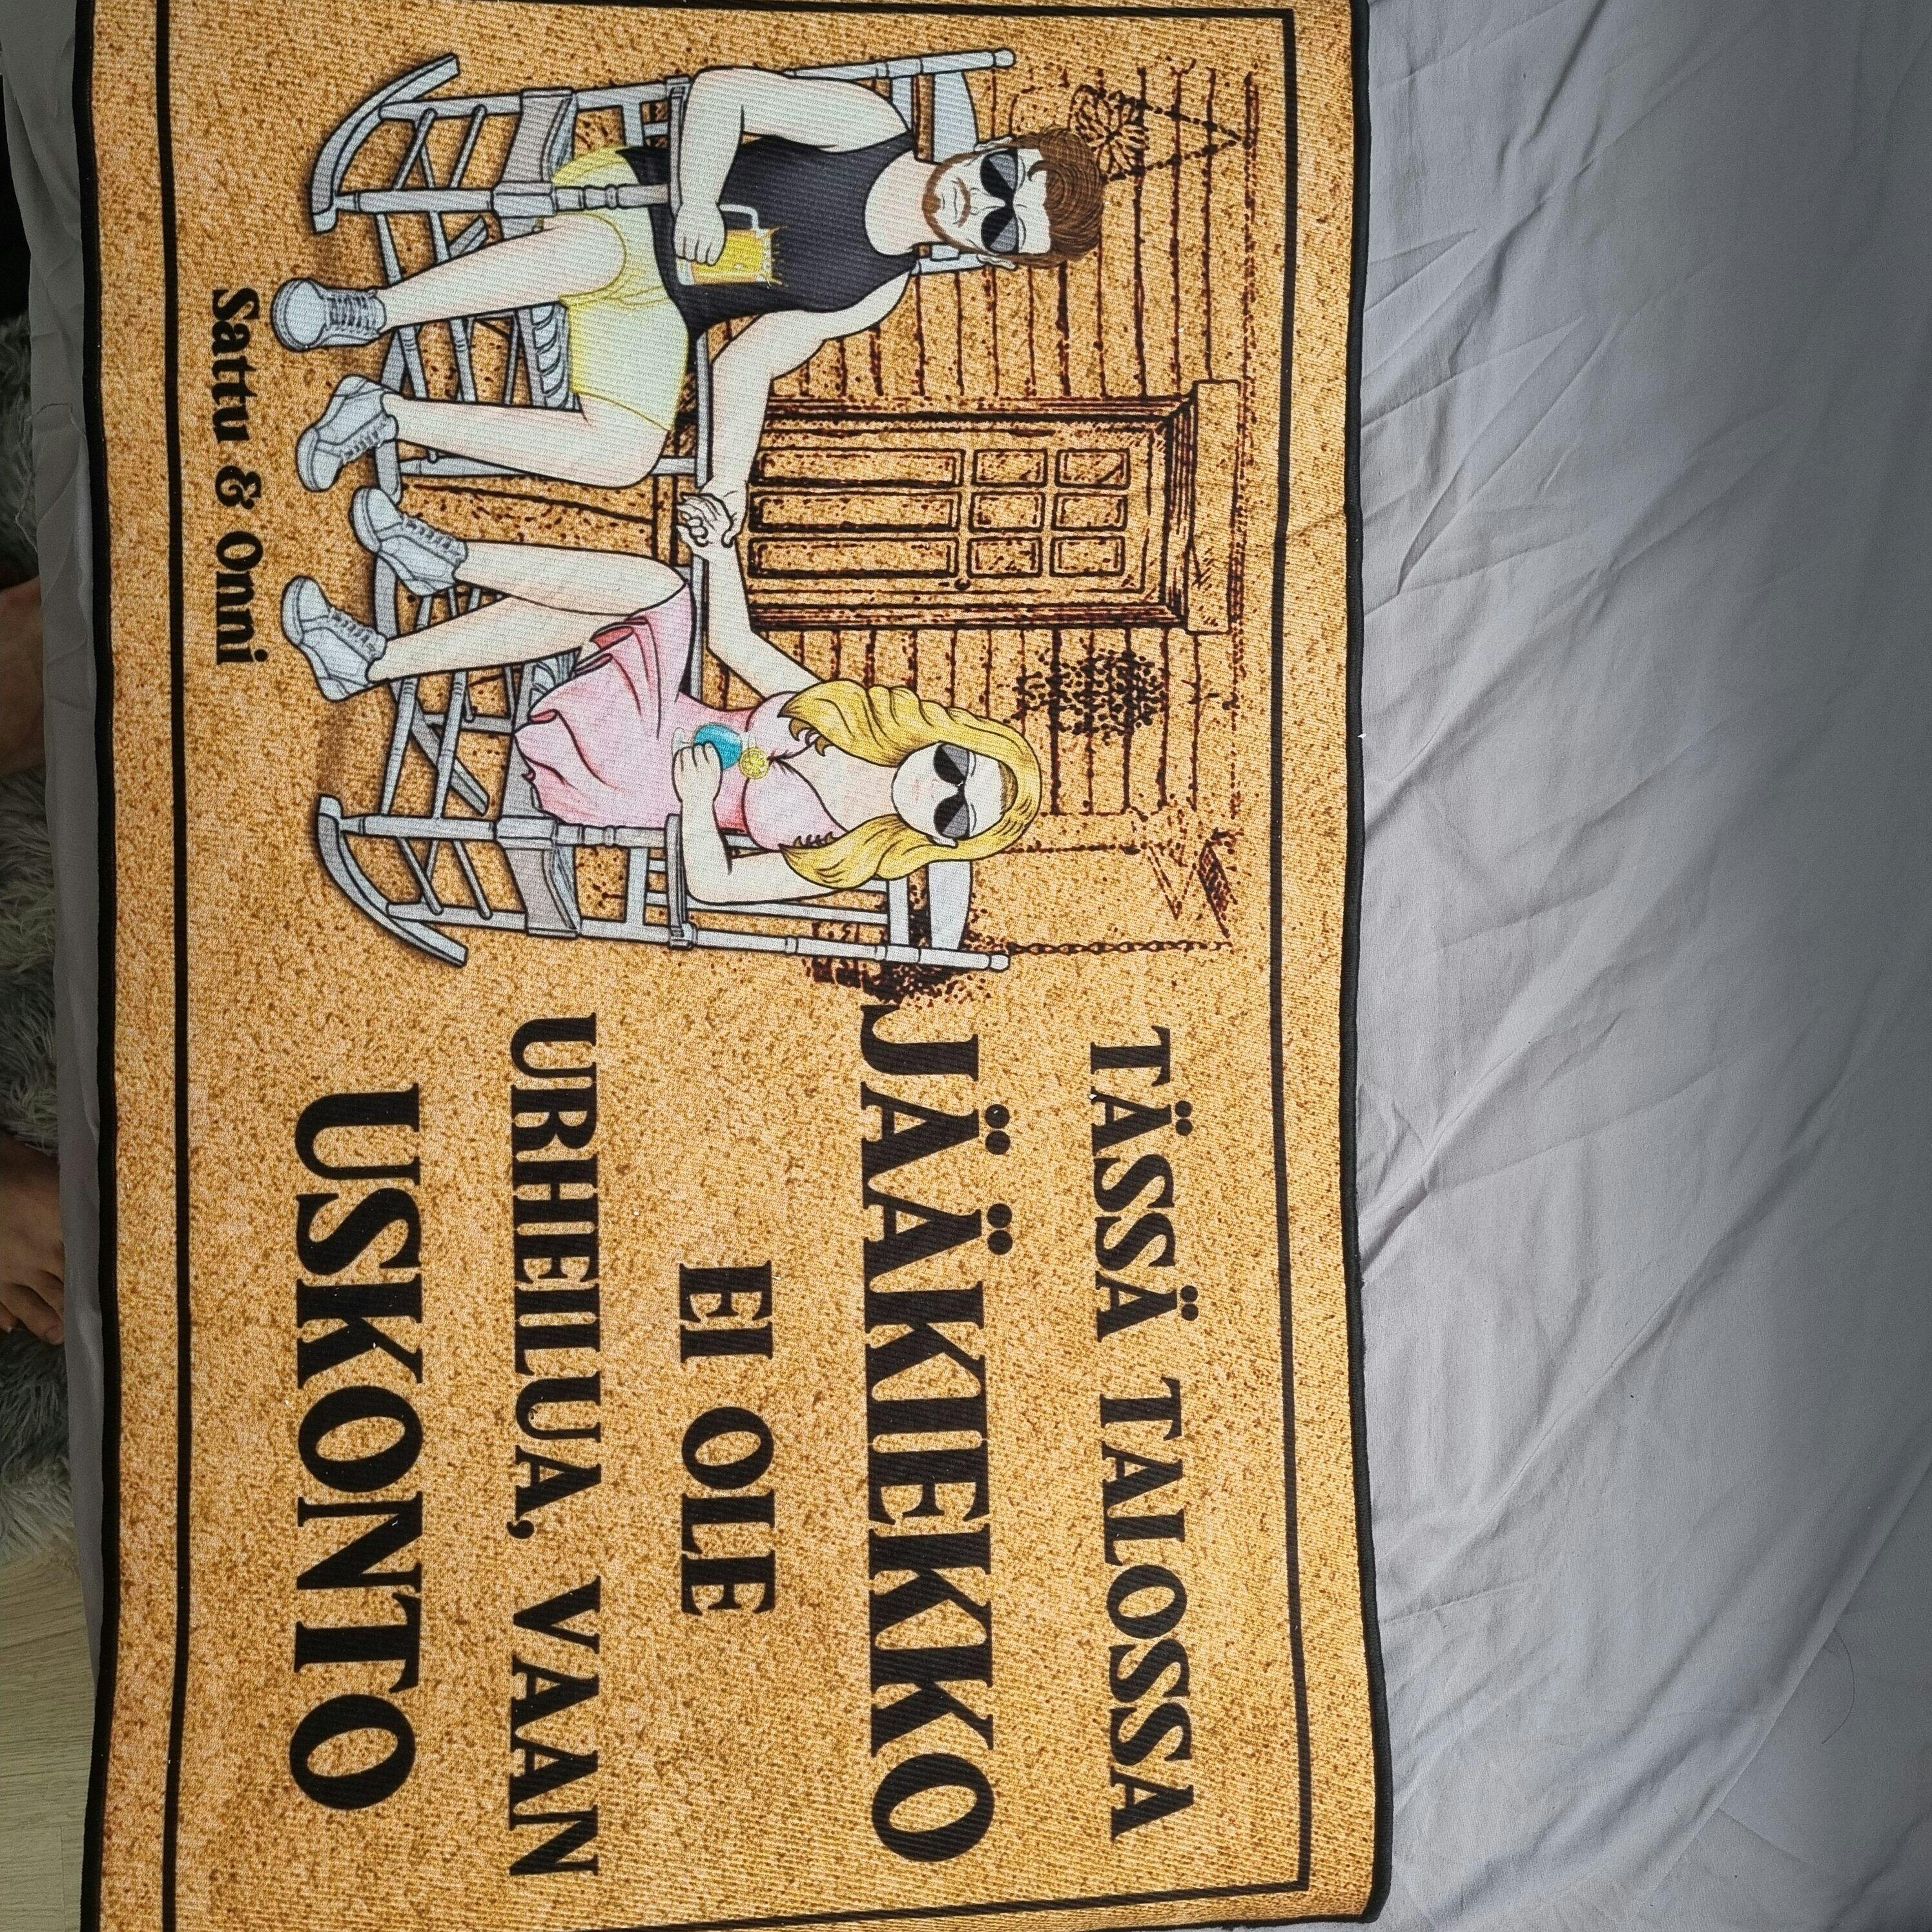 TÄSSÄ TALOSSA
JÄÄKIEKKO
EI OLE
URHEILUA, VAAN
USKONTO
Sattu & Onni